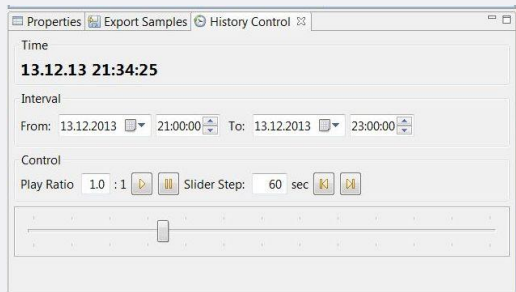 Properties Export Samples History Control
Time
13.12.13 21:34:25
Interval
From: 13.12.2013 21:00:00 To: 13.12.2013 23:00:00
Control
Play Ratio 1.0 : 1 Slider Step: 60 sec